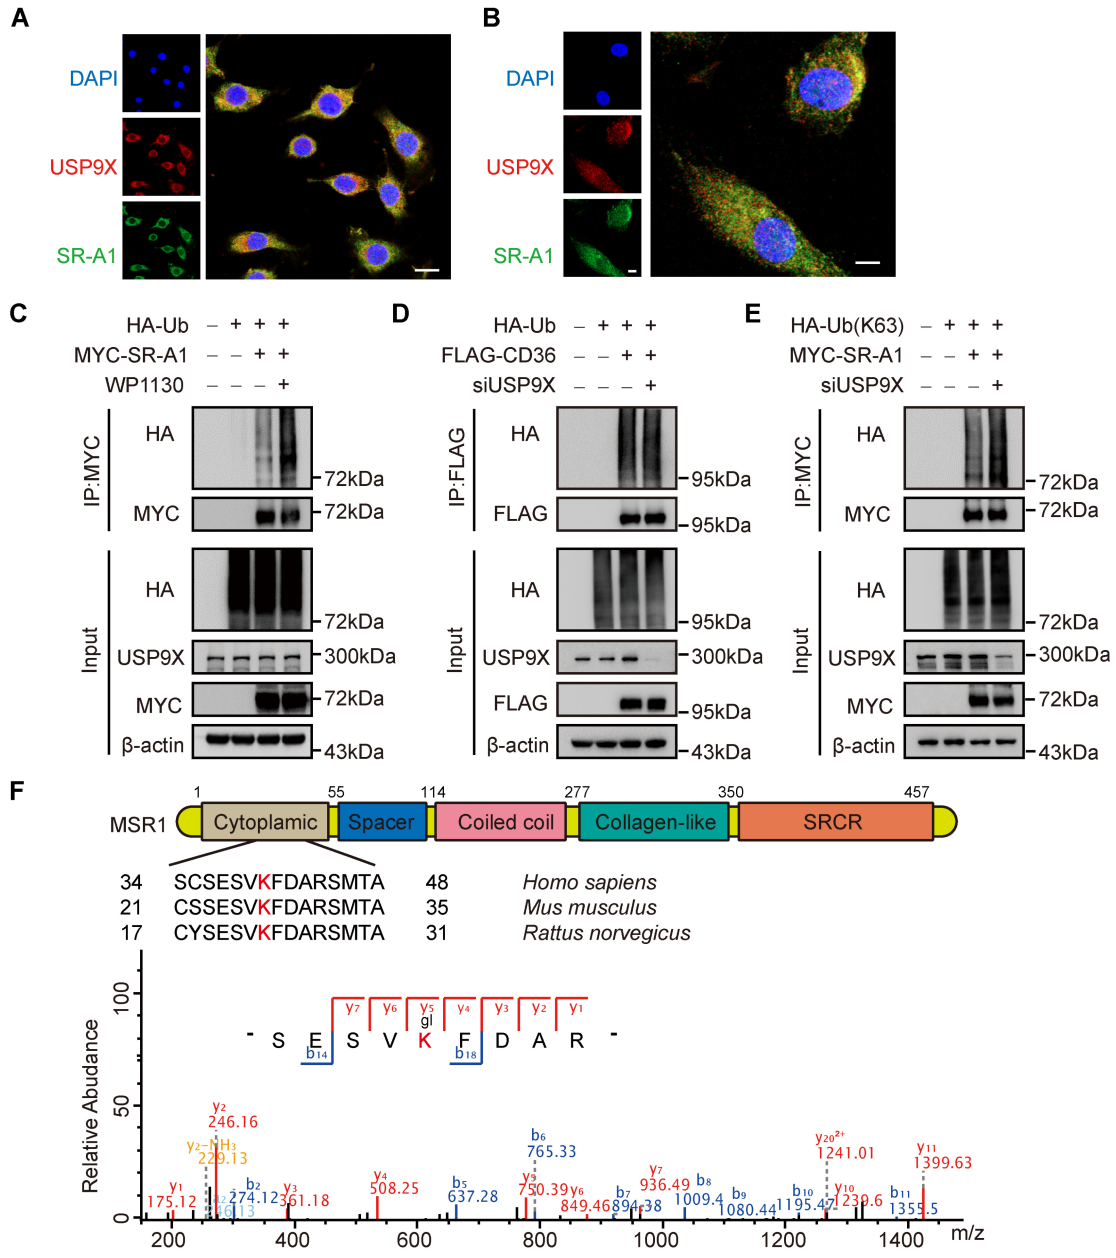 A
DAPI
USP9X
SR-A1
B
DAPI
USP9X
SR-A1
C
HA-Ub – + + +
MYC-SR-A1 – – + +
WP1130 – – – +
IP:MYC
HA
72kDa
MYC
72kDa
Input
HA
72kDa
USP9X
300kDa
MYC
72kDa
β-actin
43kDa
D
HA-Ub – + + +
FLAG-CD36 – – + +
siUSP9X – – – +
IP:FLAG
HA
95kDa
FLAG
95kDa
Input
HA
95kDa
USP9X
300kDa
FLAG
95kDa
β-actin
43kDa
E
HA-Ub(K63) – + + +
MYC-SR-A1 – – + +
siUSP9X – – – +
IP:MYC
HA
72kDa
MYC
72kDa
Input
HA
72kDa
USP9X
300kDa
MYC
72kDa
β-actin
43kDa
F
1 55 114 277 350 457
MSR1 Cytoplamic Spacer Coiled coil Collagen-like SRCR
34 SCSESVKFDARSMTA 48 Homo sapiens
21 CSSESVKFDARSMTA 35 Mus musculus
17 CYSESVKFDARSMTA 31 Rattus norvegicus
Relative Abudance
100
50
0
y₇ y₆ y₅ y₄ y₃ y₂ y₁
gl
- S E S V K F D A R -
b₁₄ b₁₈
y₂
246.16
y₂-NH₃
229.13
y₁
175.12
b₂
274.12
y₃
361.18
y₄
508.25
b₅
637.28
b₆
765.33
750.39
y₆
849.46
b₇
894.38
y₇
936.49
b₈
1009.4
b₉
1080.44
b₁₀
1195.47
y₂₀²⁺
1241.01
y₁₀
1239.6
b₁₁
1355.5
y₁₁
1399.63
200 400 600 800 1000 1200 1400 m/z